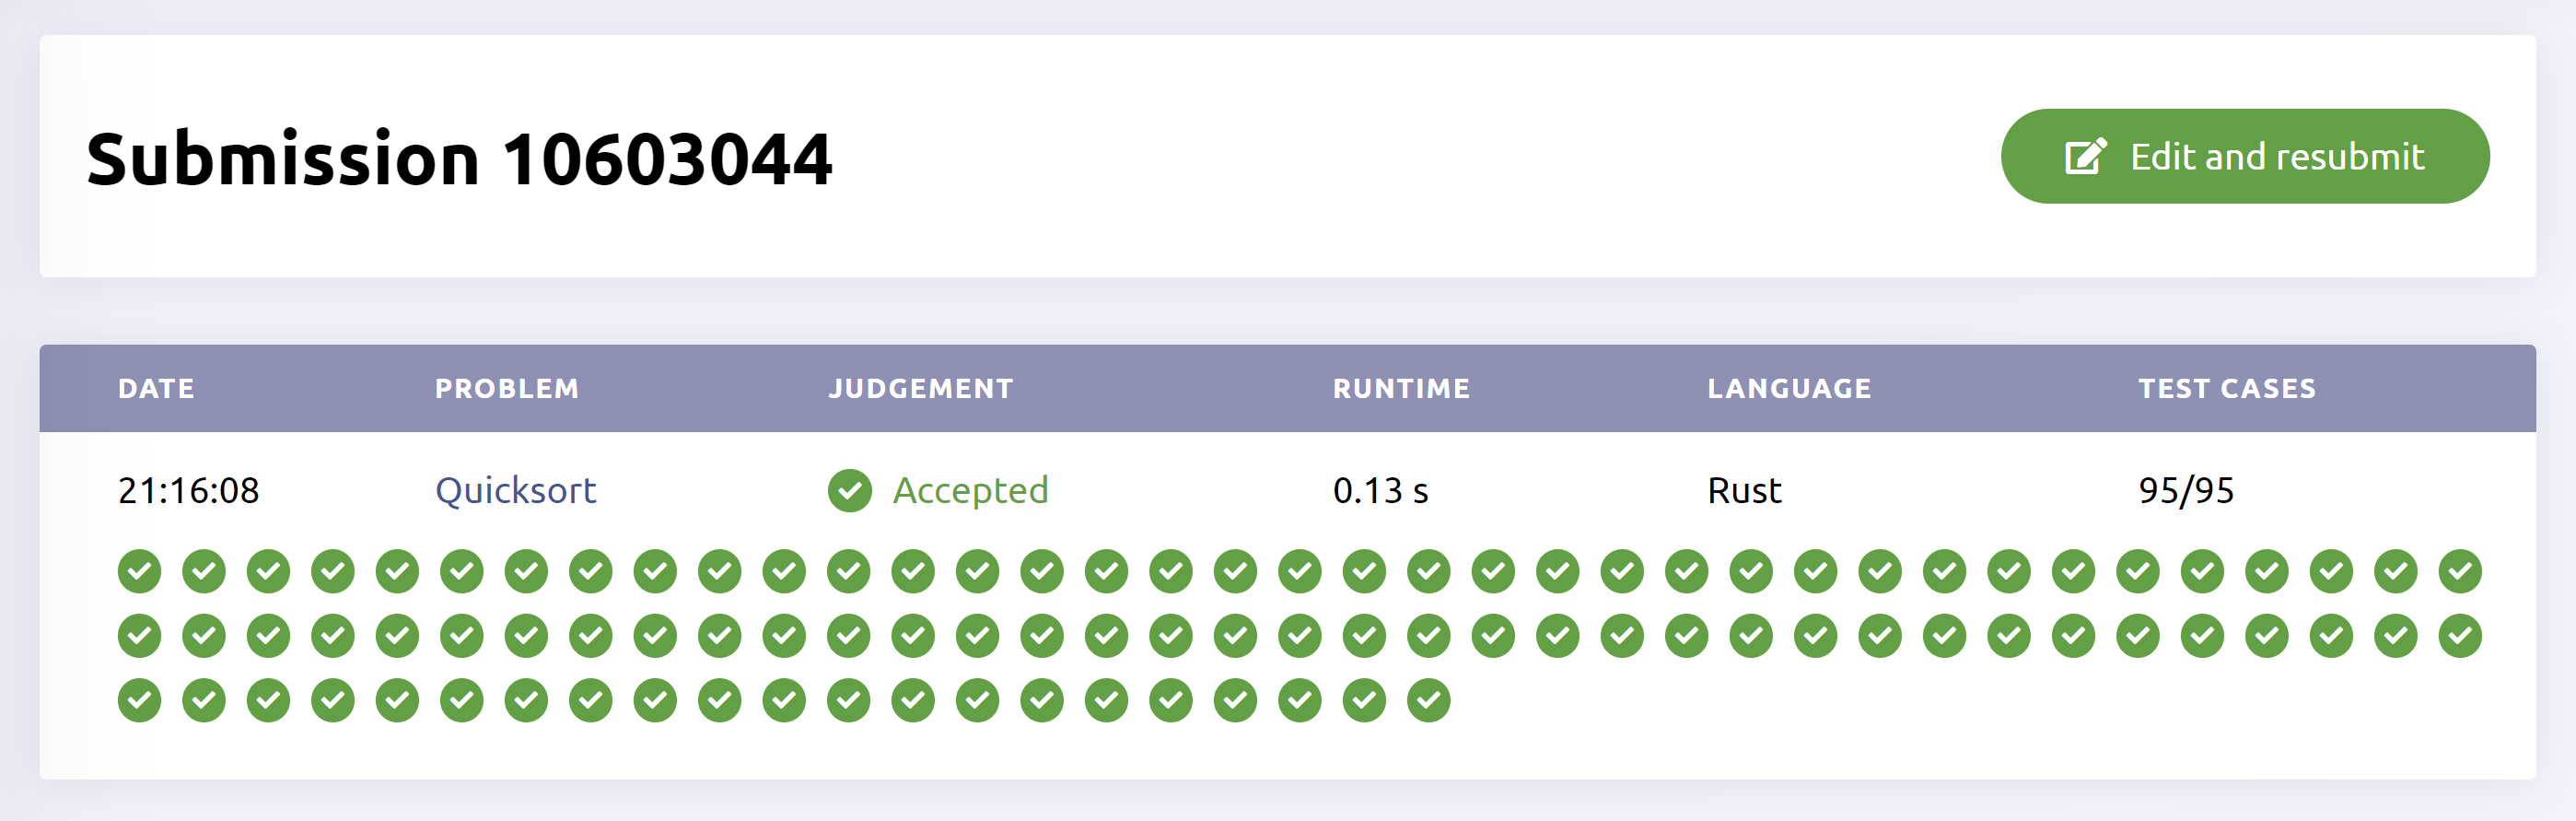 Submission 10603044
Edit and resubmit
DATE PROBLEM JUDGEMENT RUNTIME LANGUAGE TEST CASES
21:16:08 Quicksort Accepted 0.13 s Rust 95/95